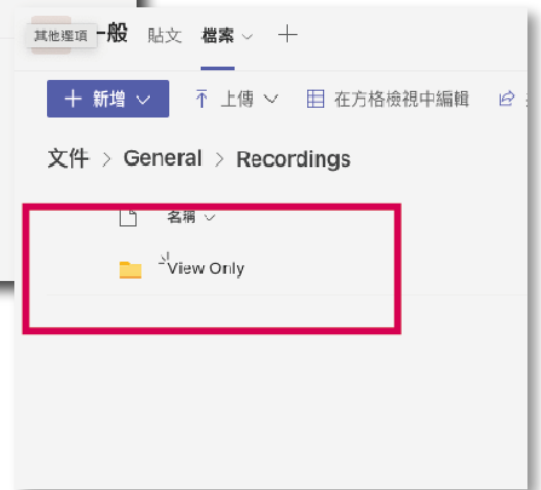 其他選項
一般 貼文 檔案 +
+ 新增 上傳 在方格檢視中編輯
文件 > General > Recordings
名稱
View Only